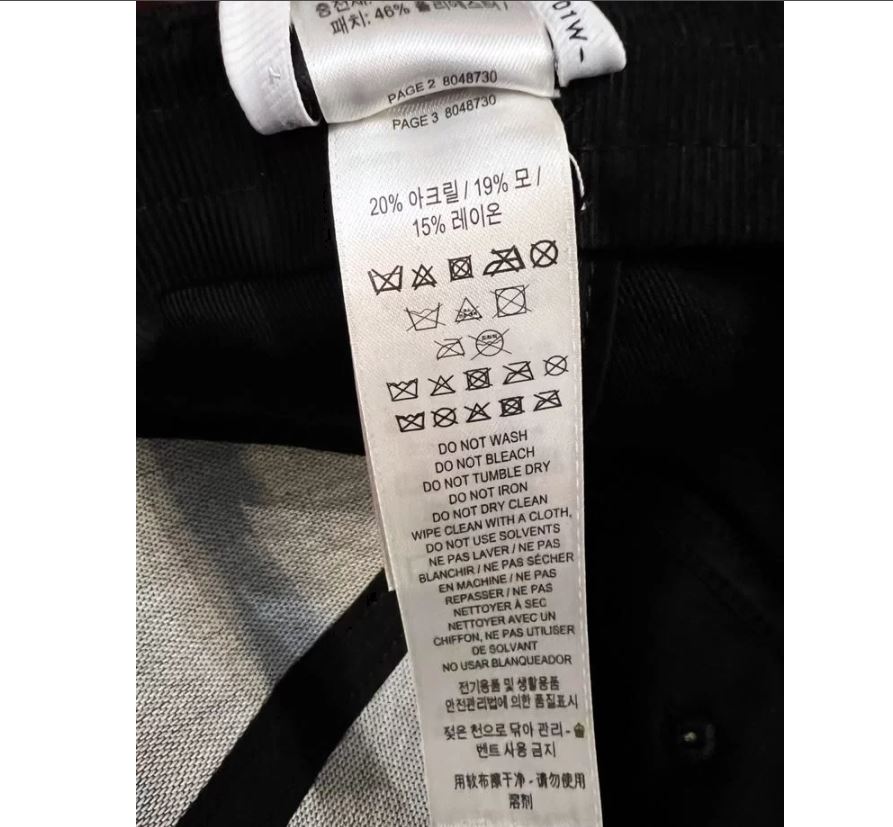 패치: 46% 폴리에스터 /
01W-
PAGE 2 8048730
PAGE 3 8048730
20% 아크릴 / 19% 모 /
15% 레이온
DO NOT WASH
DO NOT BLEACH
DO NOT TUMBLE DRY
DO NOT IRON
DO NOT DRY CLEAN
WIPE CLEAN WITH A CLOTH,
DO NOT USE SOLVENTS
NE PAS LAVER / NE PAS
BLANCHIR / NE PAS SÉCHER
EN MACHINE / NE PAS
REPASSER / NE PAS
NETTOYER À SEC
NETTOYER AVEC UN
CHIFFON, NE PAS UTILISER
DE SOLVANT
NO USAR BLANQUEADOR
전기용품 및 생활용품
안전관리법에 의한 품질표시
젖은 천으로 닦아 관리 - 솔
벤트 사용 금지
用软布擦干净 - 请勿使用
溶剂